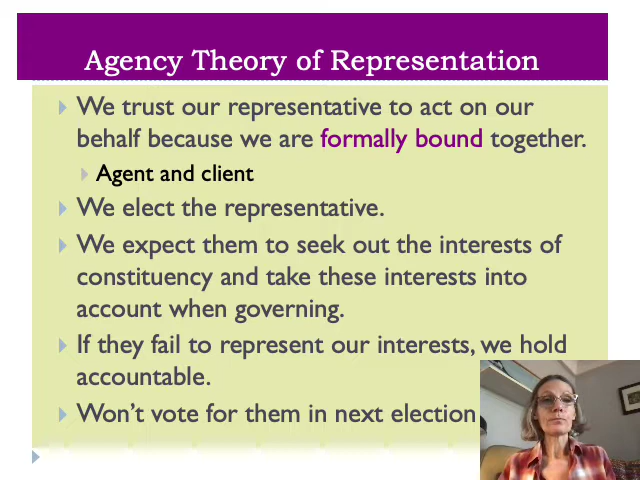 Agency Theory of Representation
We trust our representative to act on our
behalf because we are formally bound together.
Agent and client
We elect the representative.
We expect them to seek out the interests of
constituency and take these interests into
account when governing.
If they fail to represent our interests, we hold
accountable.
Won't vote for them in next election